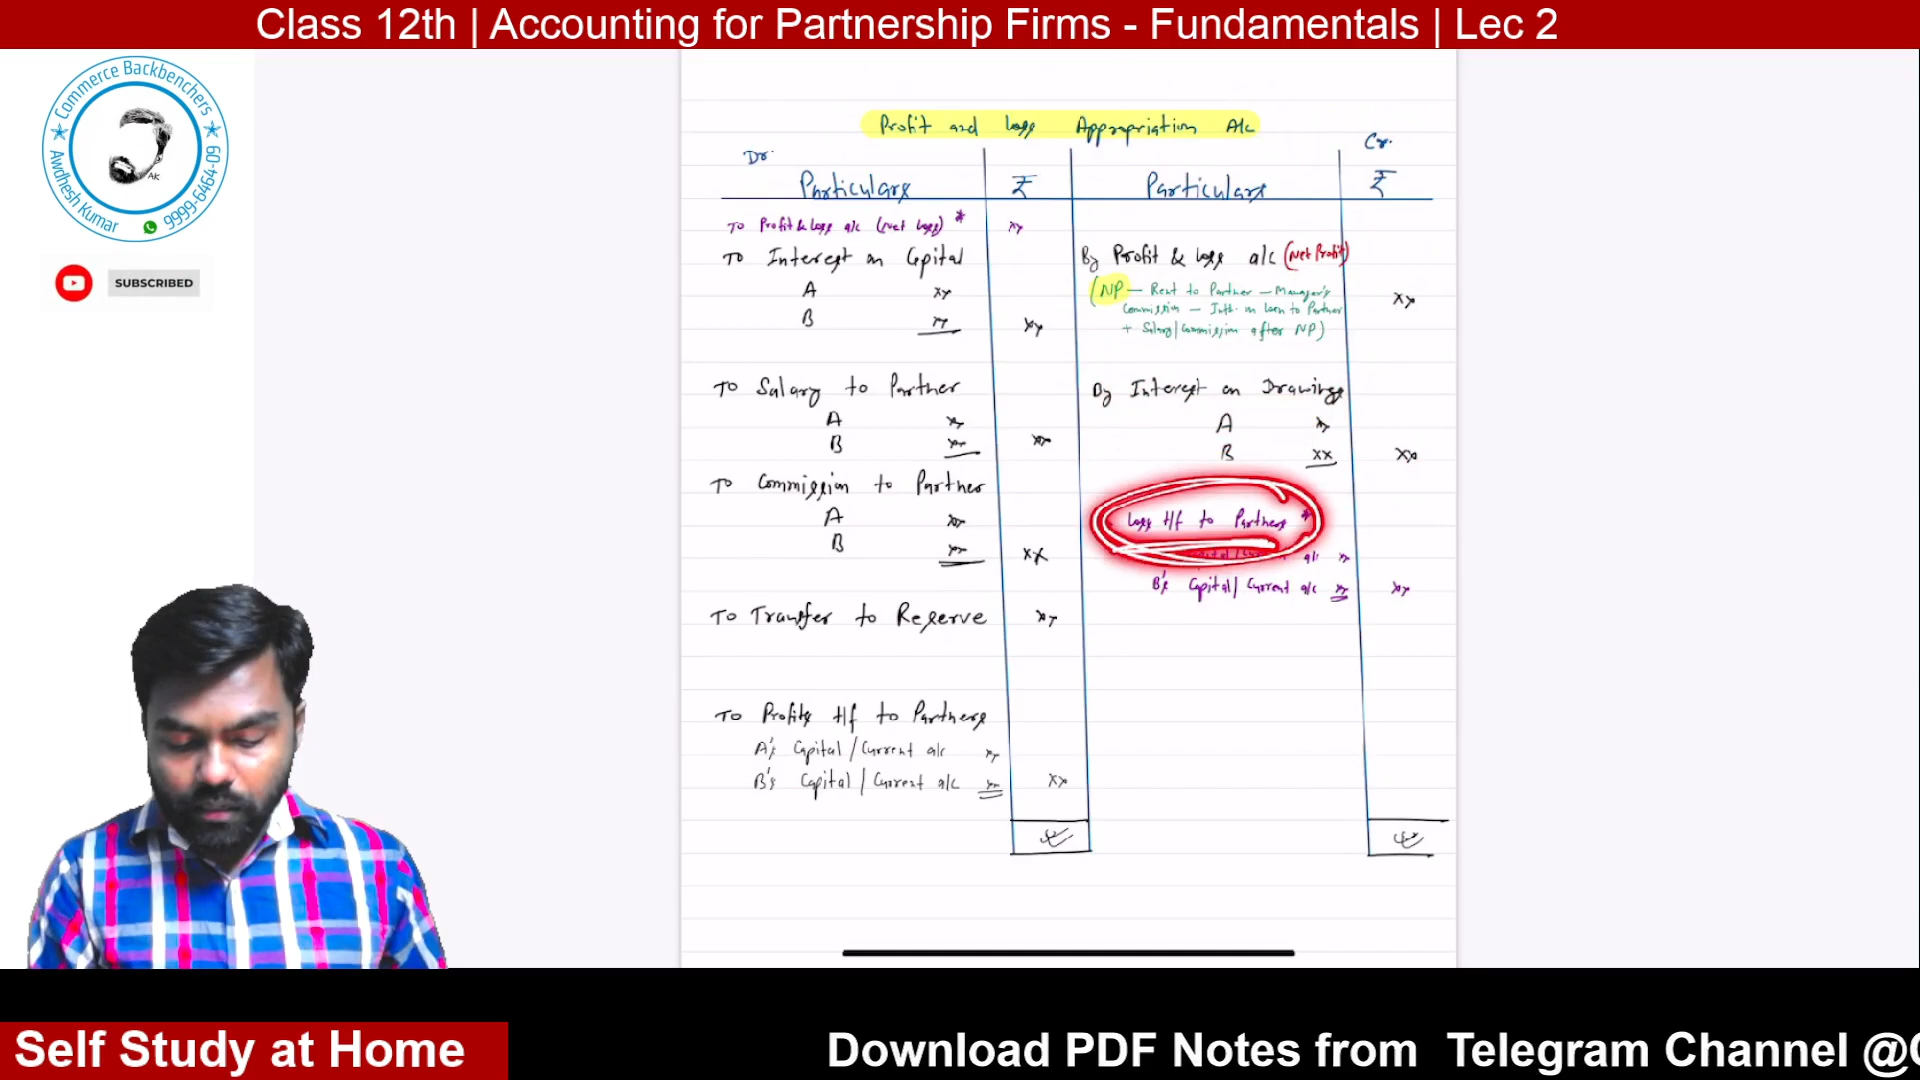 Class 12th | Accounting for Partnership Firms - Fundamentals | Lec 2
Commerce Backbenchers
AK
Awdhesh Kumar
9999-6464-60
SUBSCRIBED
Profit and Loss Appropriation A/c
Dr.
Cr.
Particulars ₹ Particulars ₹
To Profit & Loss a/c (Net Loss) * xx
To Interest on Capital
A xx
B xx xx
To Salary to Partner
A xx
B xx xx
To Commission to Partner
A xx
B xx xx
To Transfer to Reserve xx
To Profits t/f to Partners
A's Capital / Current a/c xx
B's Capital / Current a/c xx xx
By Profit & Loss a/c (Net Profit)
(NP — Rent to Partner — Manager's xx
Commission — Intt. on Loan to Partner
+ Salary/Commission after NP)
By Interest on Drawings
A xx
B xx xx
Loss t/f to Partners *
a/c xx
B's Capital / Current a/c xx xx
Self Study at Home
Download PDF Notes from Telegram Channel @